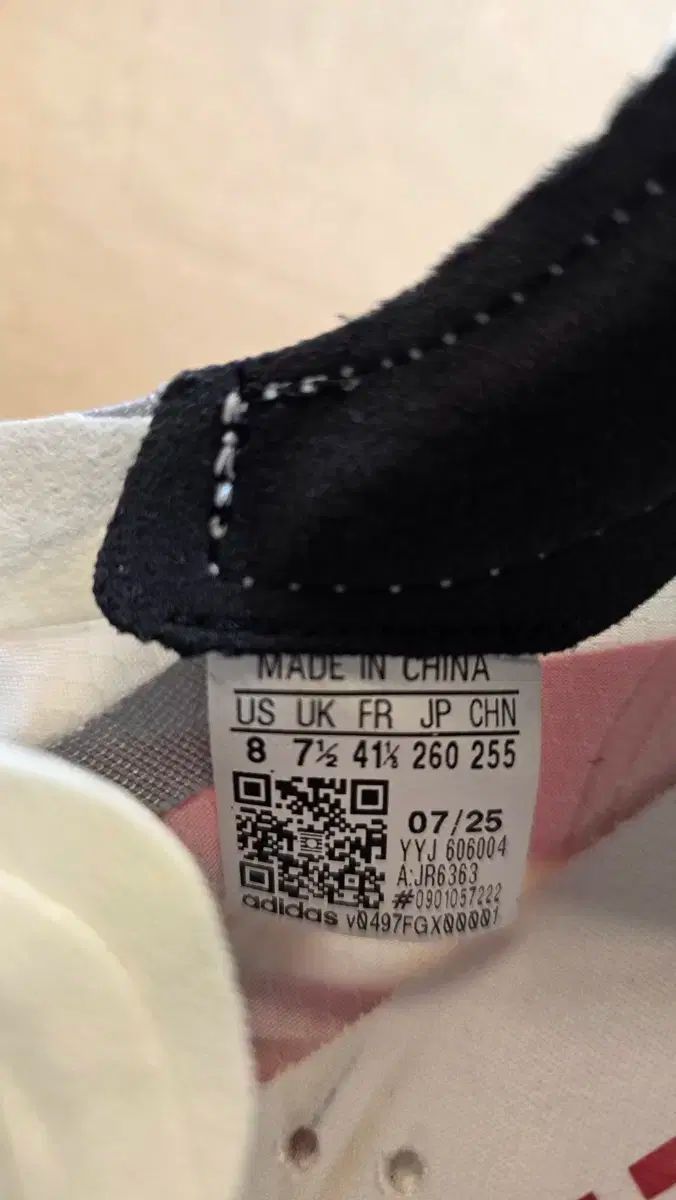 MADE IN CHINA
US UK FR JP CHN
8 7½ 41⅓ 260 255
07/25
YYJ 606004
A:JR6363
#0901057222
adidas V0497FGX00001